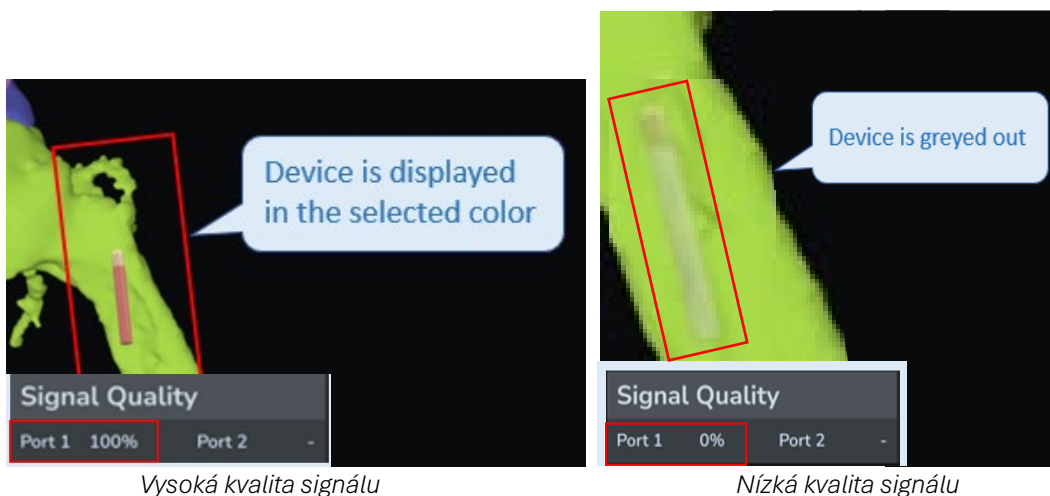 Device is displayed
in the selected color
Signal Quality
Port 1 100% Port 2 -
Vysoká kvalita signálu
Device is greyed out
Signal Quality
Port 1 0% Port 2 -
Nízká kvalita signálu